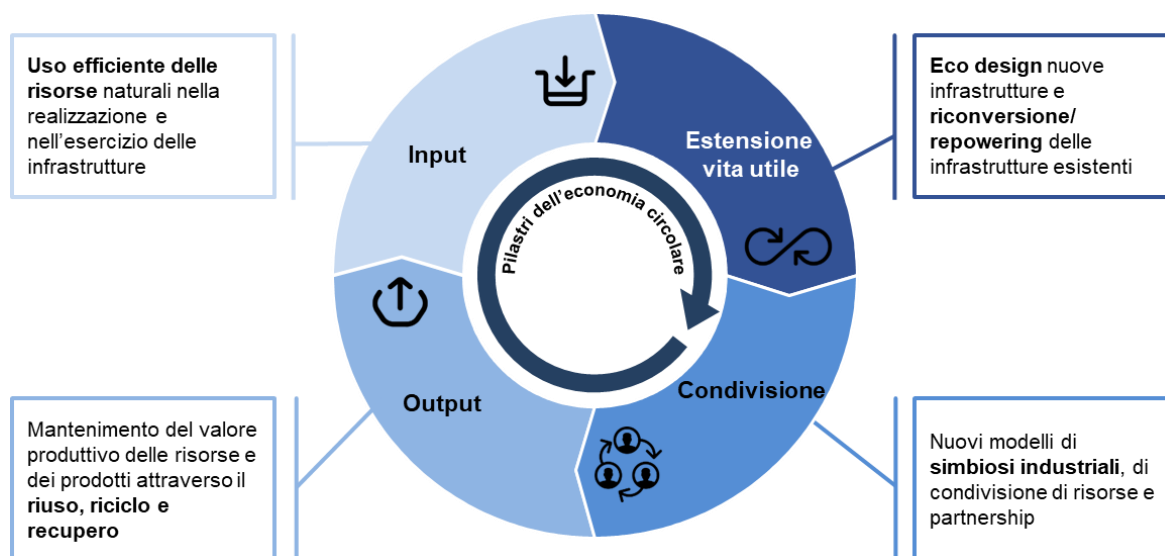 Uso efficiente delle
risorse naturali nella
realizzazione e
nell'esercizio delle
infrastrutture
Input
Estensione
vita utile
Eco design nuove
infrastrutture e
riconversione/
repowering delle
infrastrutture esistenti
Pilastri dell'economia circolare
Output
Condivisione
Mantenimento del valore
produttivo delle risorse e
dei prodotti attraverso il
riuso, riciclo e
recupero
Nuovi modelli di
simbiosi industriali, di
condivisione di risorse e
partnership